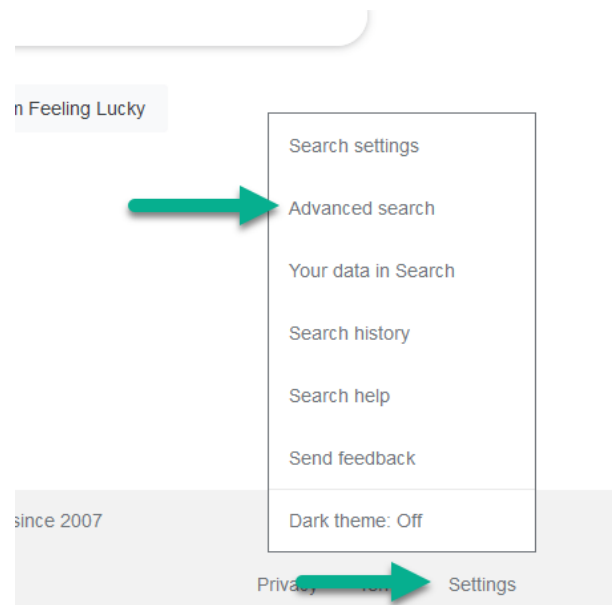 m Feeling Lucky
Search settings
Advanced search
Your data in Search
Search history
Search help
Send feedback
since 2007
Dark theme: Off
Privacy Settings